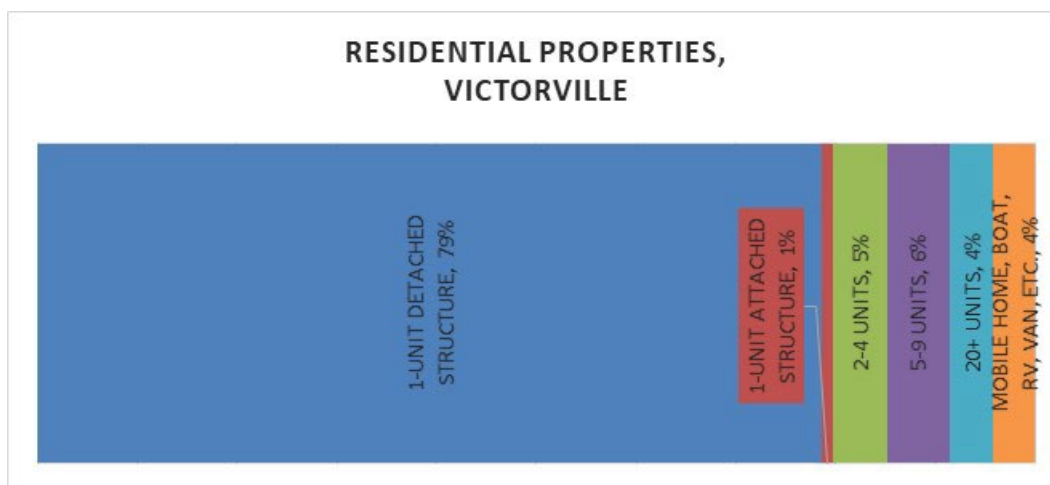 RESIDENTIAL PROPERTIES,
VICTORVILLE
1-UNIT DETACHED
STRUCTURE, 79%
1-UNIT ATTACHED
STRUCTURE, 1%
2-4 UNITS, 5%
5-9 UNITS, 6%
20+ UNITS, 4%
MOBILE HOME, BOAT,
RV, VAN, ETC., 4%